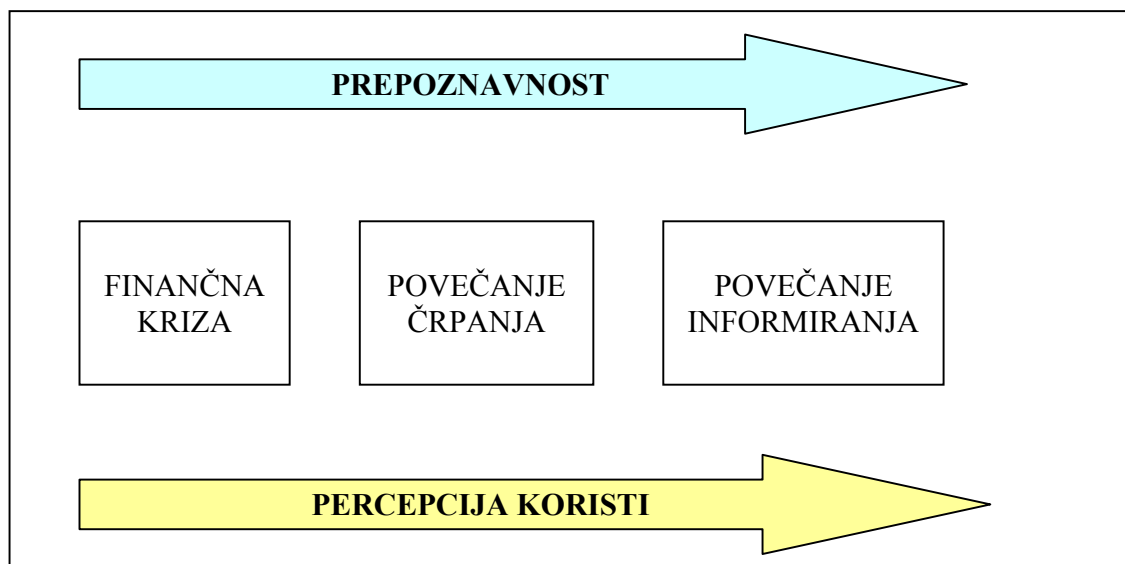 PREPOZNAVNOST
FINANČNA
KRIZA
POVEČANJE
ČRPANJA
POVEČANJE
INFORMIRANJA
PERCEPCIJA KORISTI